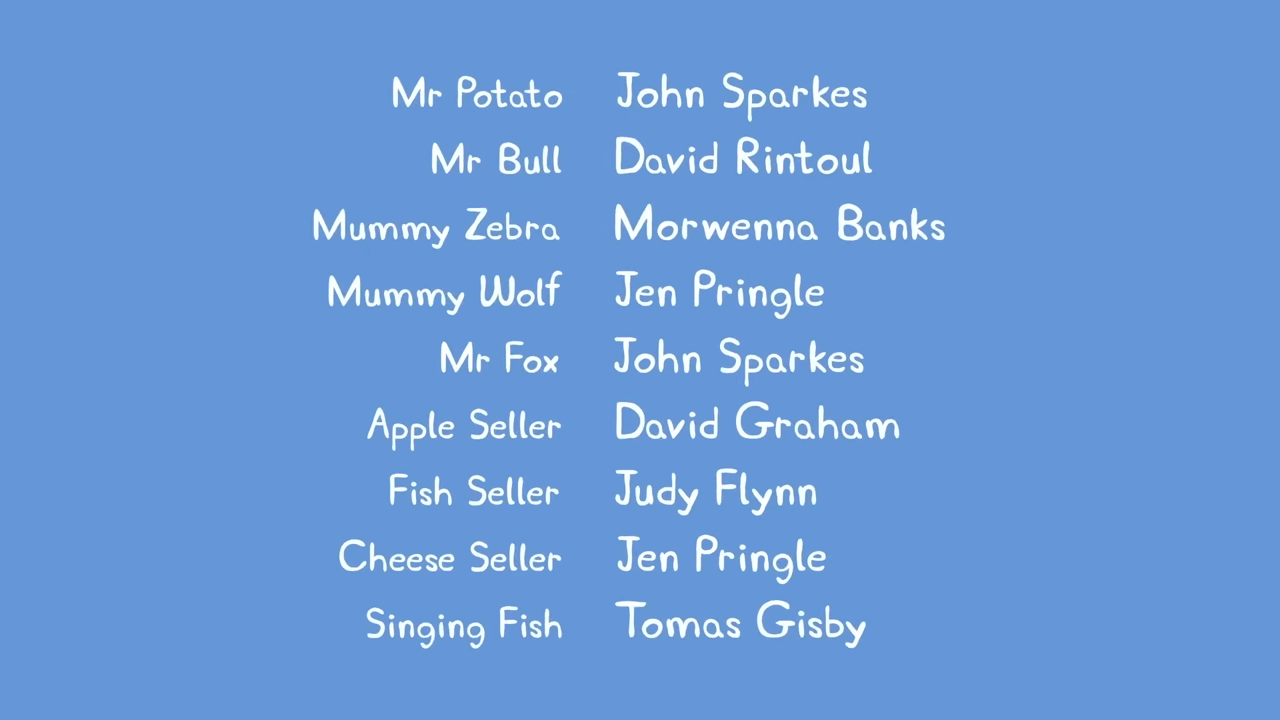 Mr Potato John Sparkes
Mr Bull David Rintoul
Mummy Zebra Morwenna Banks
Mummy Wolf Jen Pringle
Mr Fox John Sparkes
Apple Seller David Graham
Fish Seller Judy Flynn
Cheese Seller Jen Pringle
Singing Fish Tomas Gisby